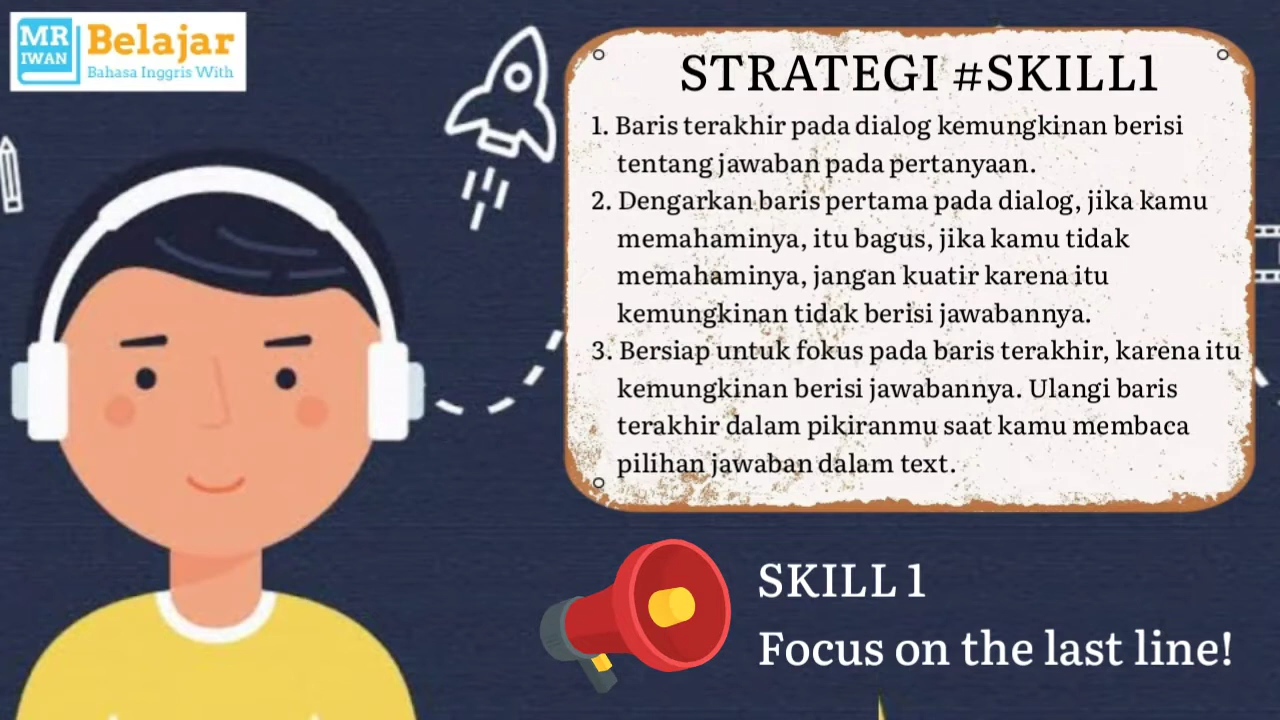 MR
IWAN
Belajar
Bahasa Inggris With
STRATEGI #SKILL1
1. Baris terakhir pada dialog kemungkinan berisi
tentang jawaban pada pertanyaan.
2. Dengarkan baris pertama pada dialog, jika kamu
memahaminya, itu bagus, jika kamu tidak
memahaminya, jangan kuatir karena itu
kemungkinan tidak berisi jawabannya.
3. Bersiap untuk fokus pada baris terakhir, karena itu
kemungkinan berisi jawabannya. Ulangi baris
terakhir dalam pikiranmu saat kamu membaca
pilihan jawaban dalam text.
SKILL 1
Focus on the last line!